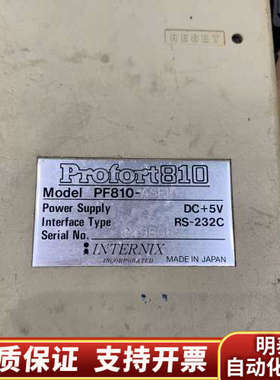 RESET
Profort810
Model PF810-
Power Supply DC+5V
Interface Type RS-232C
Serial No.
INTERNIX
INCORPORATED MADE IN JAPAN
质保证 支持开票 明
自动化